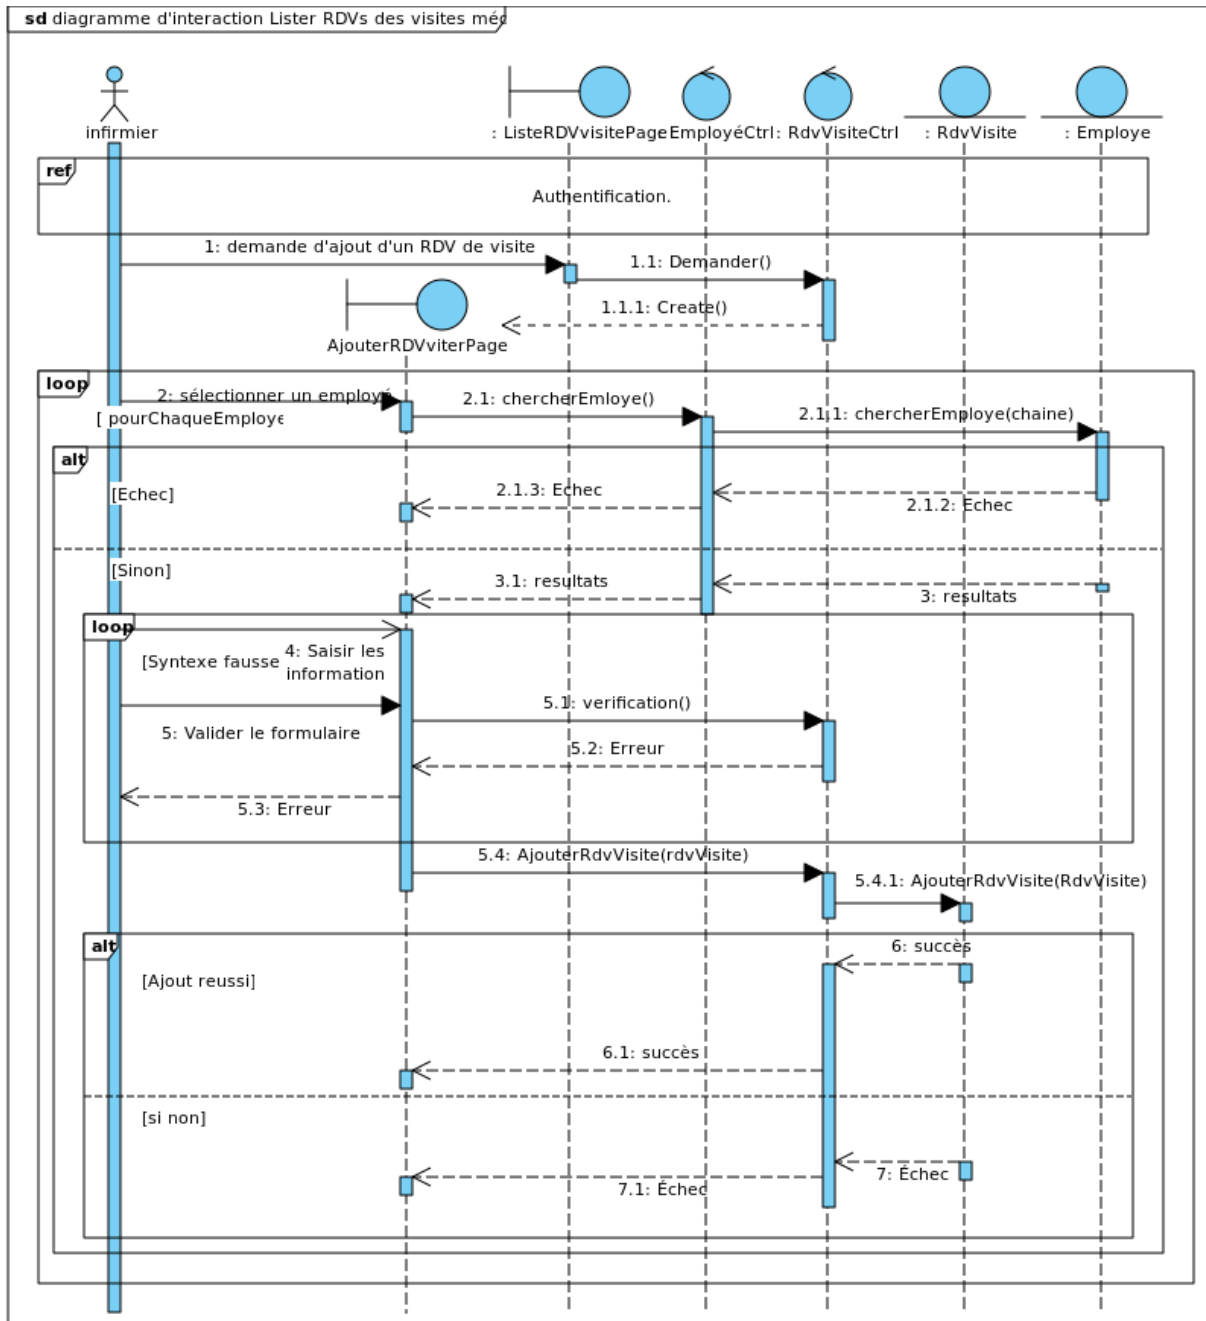 sd diagramme d'interaction Lister RDVs des visites méd
infirmier
: ListeRDVvisitePage
EmployéCtrl
: RdvVisiteCtrl
: RdvVisite
: Employe
ref
Authentification.
1: demande d'ajout d'un RDV de visite
1.1: Demander()
1.1.1: Create()
AjouterRDVviterPage
loop
2: sélectionner un employé
[ pourChaqueEmploye
2.1: chercherEmloye()
2.1.1: chercherEmploye(chaine)
alt
[Echec]
2.1.3: Echec
2.1.2: Echec
[Sinon]
3.1: resultats
3: resultats
loop
[Syntexe fausse
4: Saisir les
information
5: Valider le formulaire
5.1: verification()
5.2: Erreur
5.3: Erreur
5.4: AjouterRdvVisite(rdvVisite)
5.4.1: AjouterRdvVisite(RdvVisite)
alt
6: succès
[Ajout reussi]
6.1: succès
[si non]
7: Échec
7.1: Échec